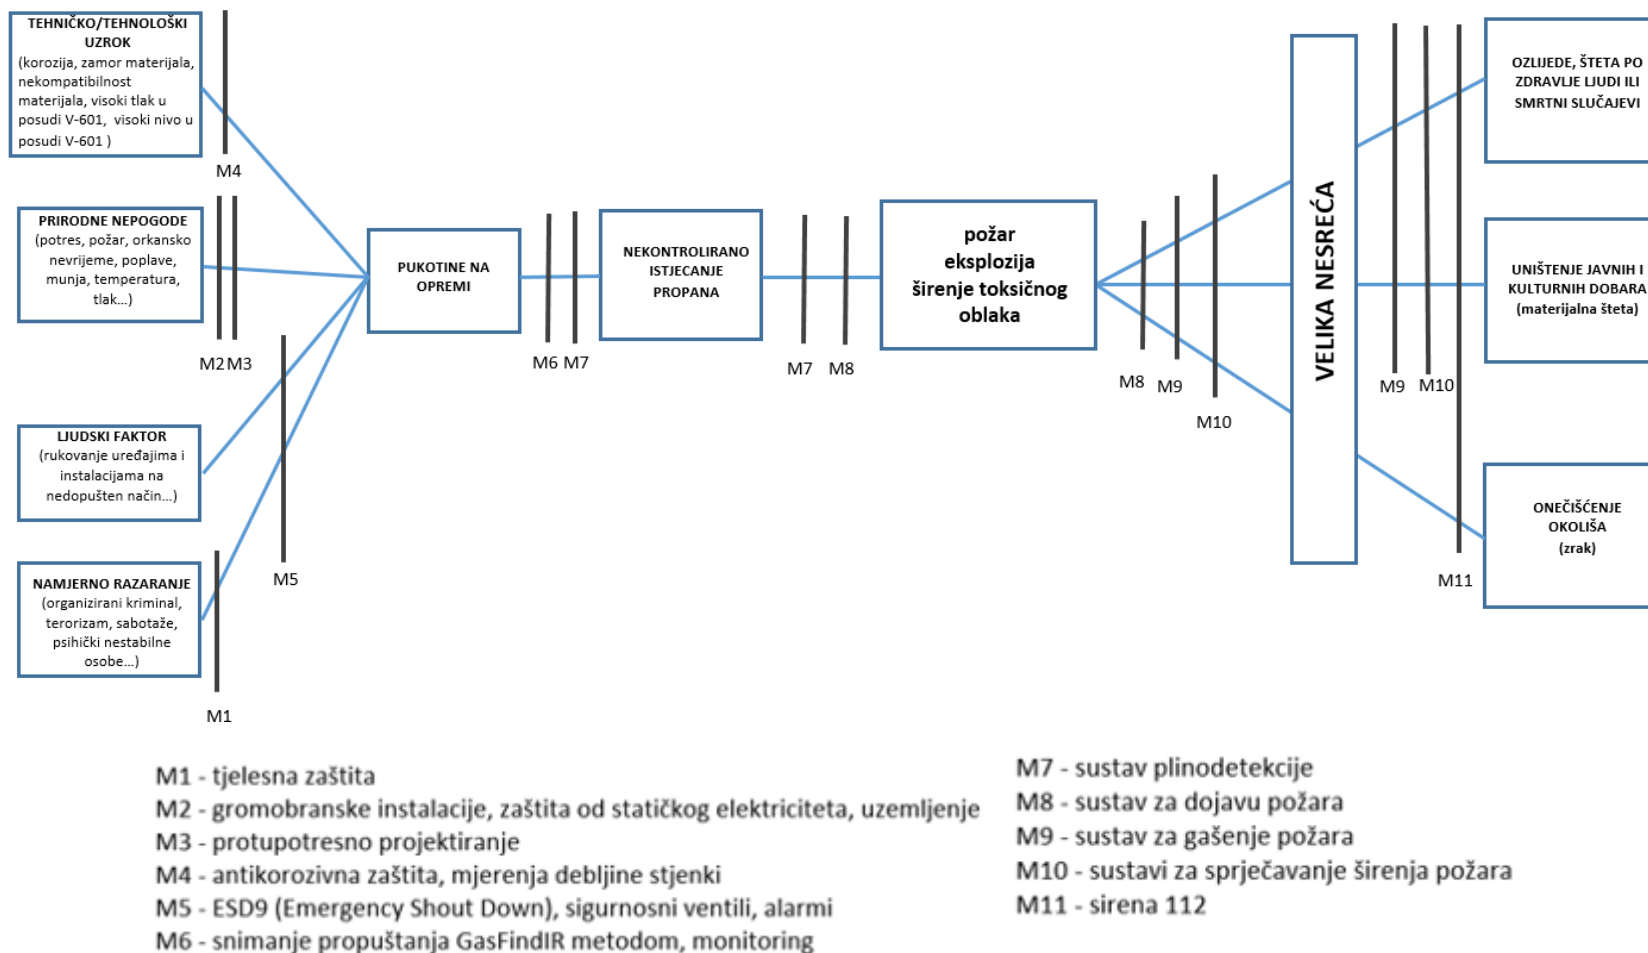 TEHNIČKO/TEHNOLOŠKI
UZROK
(korozija, zamor materijala,
nekompatibilnost
materijala, visoki tlak u
posudi V-601, visoki nivo u
posudi V-601 )
M4
PRIRODNE NEPOGODE
(potres, požar, orkansko
nevrijeme, poplave,
munja, temperatura,
tlak...)
M2
M3
LJUDSKI FAKTOR
(rukovanje uređajima i
instalacijama na
nedopušten način...)
M5
NAMJERNO RAZARANJE
(organizirani kriminal,
terorizam, sabotaže,
psihički nestabilne
osobe...)
M1
PUKOTINE NA
OPREMI
M6
M7
NEKONTROLIRANO
ISTJECANJE
PROPANA
M7
M8
požar
eksplozija
širenje toksičnog
oblaka
M8
M9
M10
VELIKA NESREĆA
M9
M10
M11
OZLIJEDE, ŠTETA PO
ZDRAVLJE LJUDI ILI
SMRTNI SLUČAJEVI
UNIŠTENJE JAVNIH I
KULTURNIH DOBARA
(materijalna šteta)
ONEČIŠĆENJE
OKOLIŠA
(zrak)
M1 - tjelesna zaštita
M2 - gromobranske instalacije, zaštita od statičkog elektriciteta, uzemljenje
M3 - protupotresno projektiranje
M4 - antikorozivna zaštita, mjerenja debljine stjenki
M5 - ESD9 (Emergency Shout Down), sigurnosni ventili, alarmi
M6 - snimanje propuštanja GasFindIR metodom, monitoring
M7 - sustav plinodetekcije
M8 - sustav za dojavu požara
M9 - sustav za gašenje požara
M10 - sustavi za sprječavanje širenja požara
M11 - sirena 112